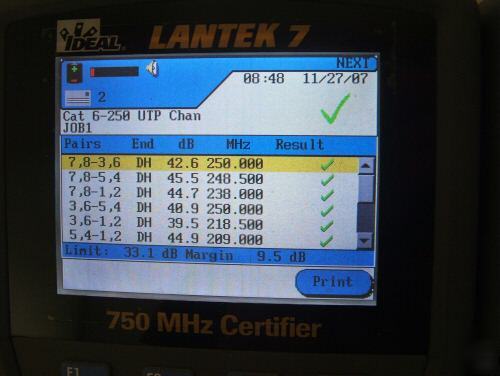 IDEAL. LANTEK 7
NEXT
08:48 11/27/07
2
Cat 6-250 UTP Chan
JOB1
Pairs End dB MHz Result
7,8-3,6 DH 42.6 250.000
7,8-5,4 DH 45.5 248.500
7,8-1,2 DH 44.7 238.000
3,6-5,4 DH 40.9 250.000
3,6-1,2 DH 39.5 218.500
5,4-1,2 DH 44.9 209.000
Limit: 33.1 dB Margin 9.5 dB
Print
750 MHz Certifier
F1